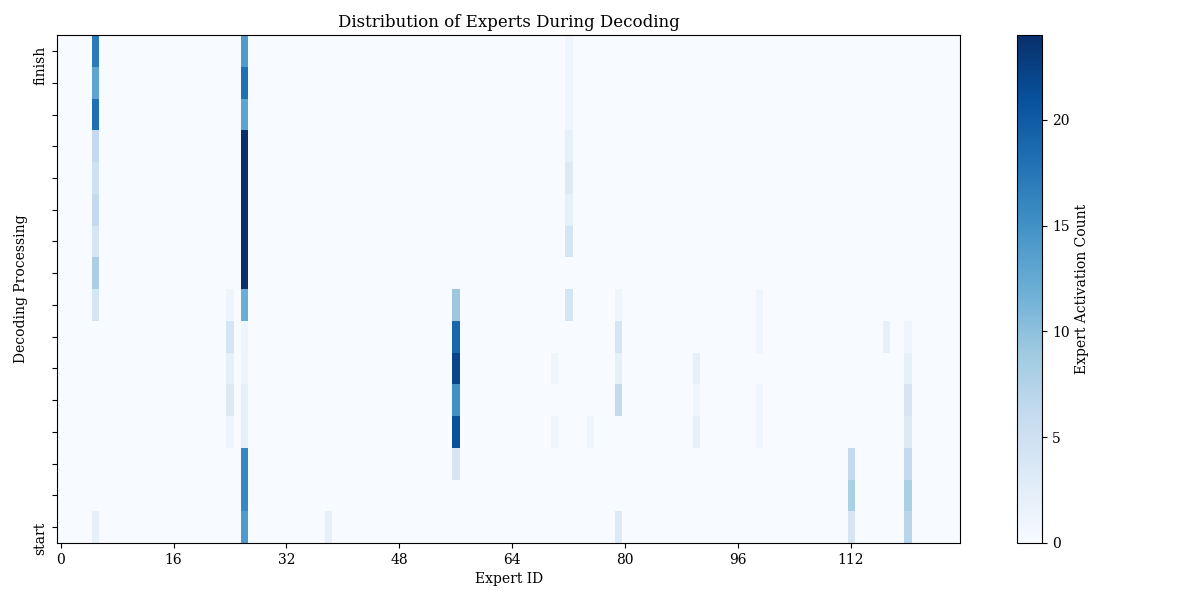 Distribution of Experts During Decoding
finish
Decoding Processing
start
0 16 32 48 64 80 96 112
Expert ID
20
15
10
5
0
Expert Activation Count